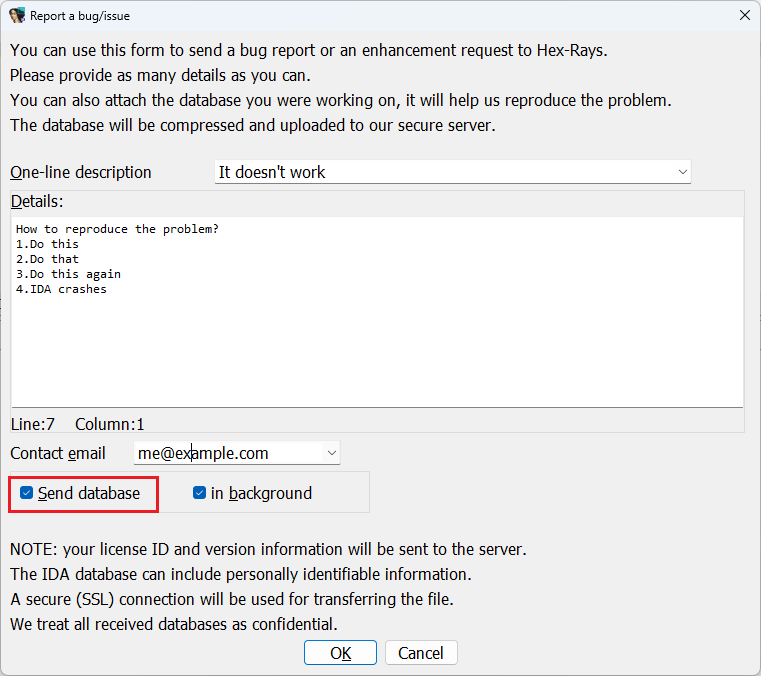 Report a bug/issue
You can use this form to send a bug report or an enhancement request to Hex-Rays.
Please provide as many details as you can.
You can also attach the database you were working on, it will help us reproduce the problem.
The database will be compressed and uploaded to our secure server.
One-line description It doesn't work
Details:
How to reproduce the problem?
1.Do this
2.Do that
3.Do this again
4.IDA crashes
Line:7 Column:1
Contact email me@example.com
Send database in background
NOTE: your license ID and version information will be sent to the server.
The IDA database can include personally identifiable information.
A secure (SSL) connection will be used for transferring the file.
We treat all received databases as confidential.
OK Cancel